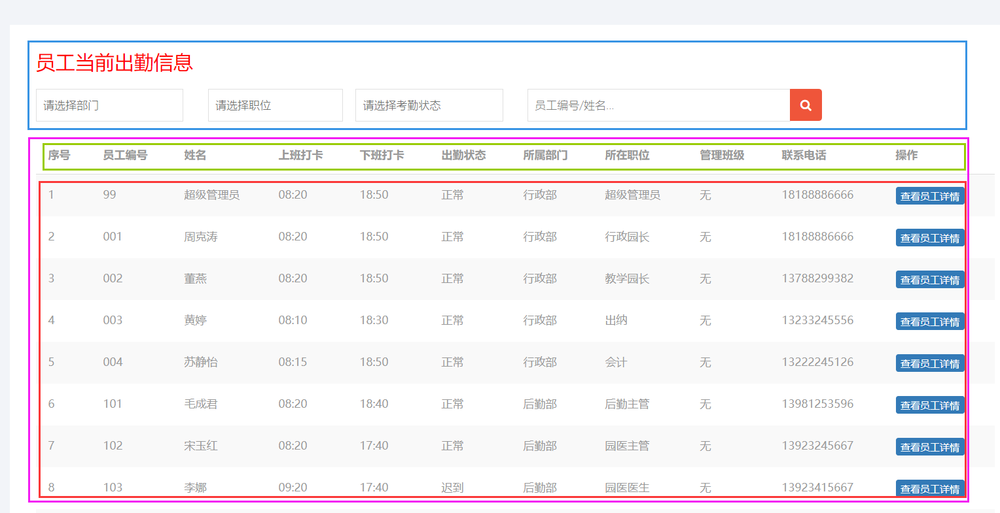 员工当前出勤信息
请选择部门 请选择职位 请选择考勤状态 员工编号/姓名...
序号 员工编号 姓名 上班打卡 下班打卡 出勤状态 所属部门 所在职位 管理班级 联系电话 操作
1 99 超级管理员 08:20 18:50 正常 行政部 超级管理员 无 18188886666 查看员工详情
2 001 周克涛 08:20 18:50 正常 行政部 行政园长 无 18188886666 查看员工详情
3 002 董燕 08:20 18:50 正常 行政部 教学园长 无 13788299382 查看员工详情
4 003 黄婷 08:10 18:30 正常 行政部 出纳 无 13233245556 查看员工详情
5 004 苏静怡 08:15 18:50 正常 行政部 会计 无 13222245126 查看员工详情
6 101 毛成君 08:20 18:40 正常 后勤部 后勤主管 无 13981253596 查看员工详情
7 102 宋玉红 08:20 17:40 正常 后勤部 园医主管 无 13923245667 查看员工详情
8 103 李娜 09:20 17:40 迟到 后勤部 园医医生 无 13923415667 查看员工详情